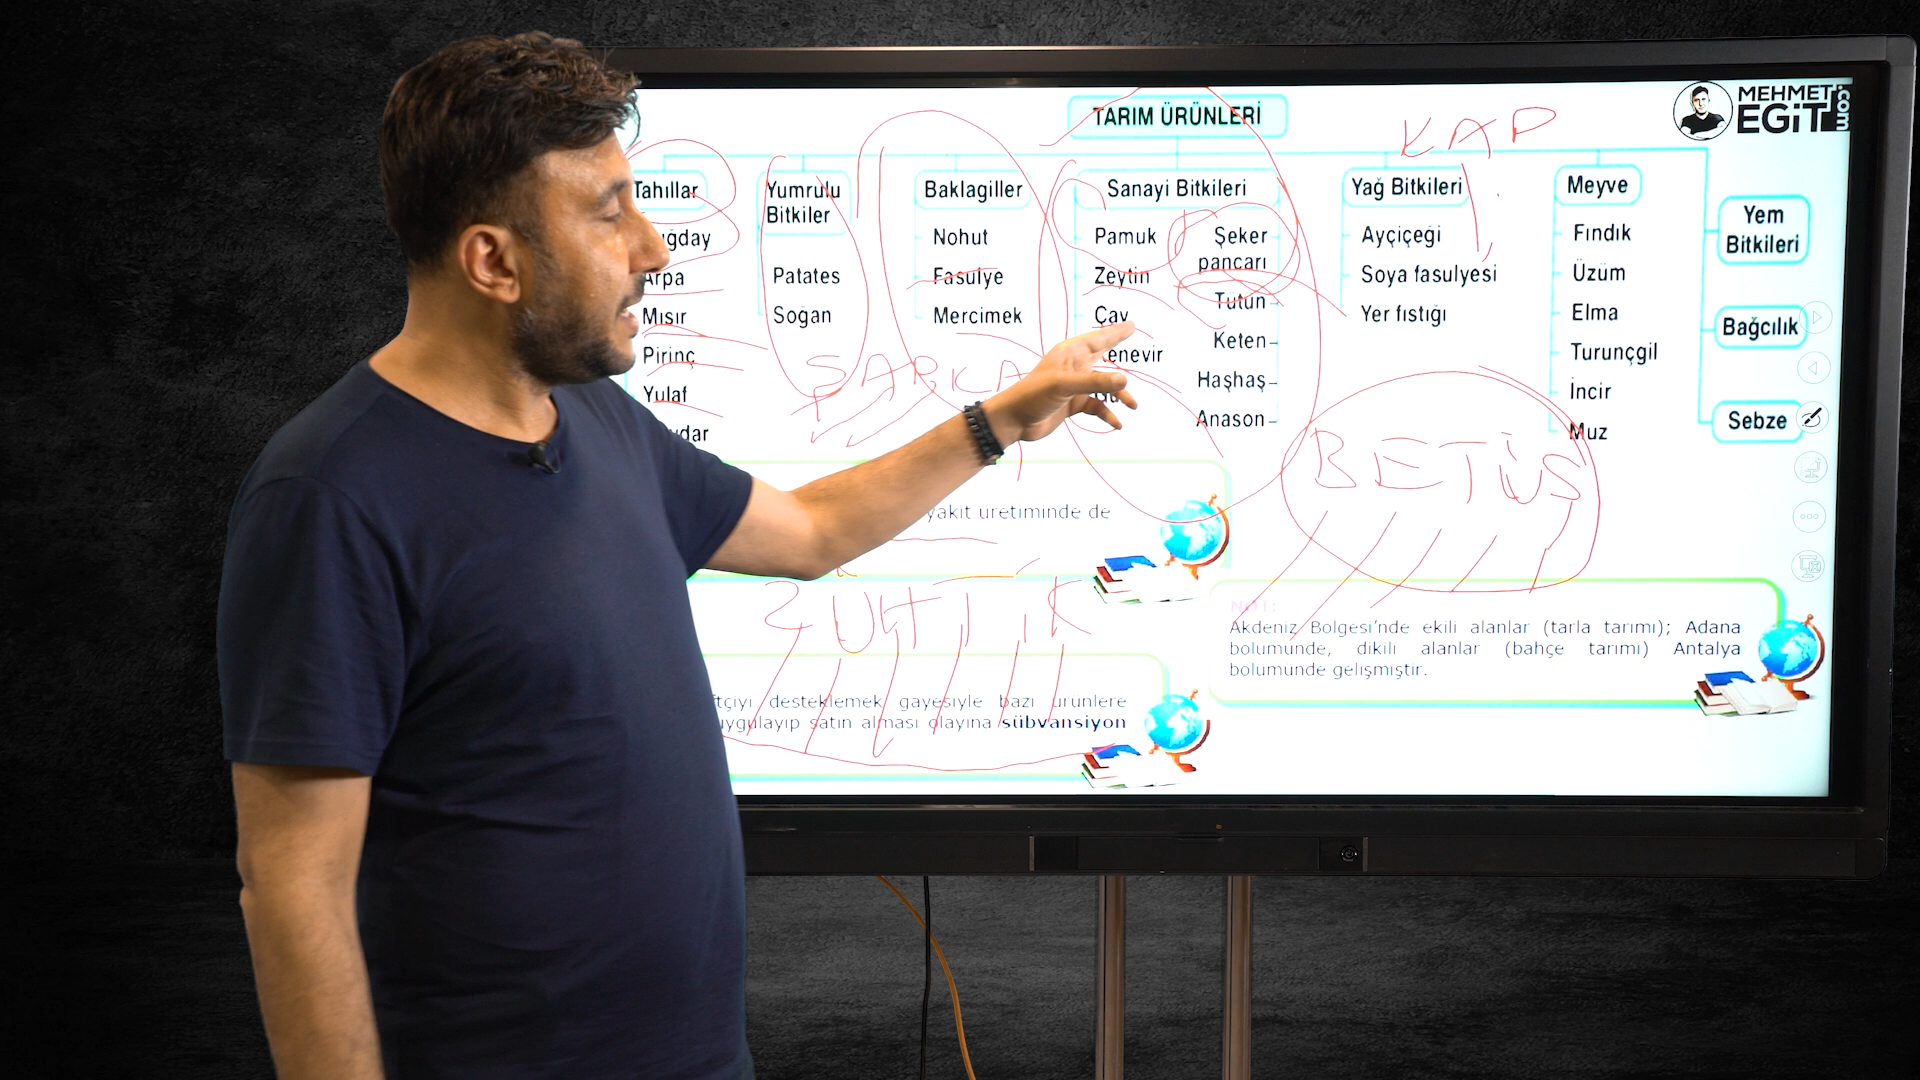 TARIM ÜRÜNLERİ
MEHMET
EGİT
.com
KAP
Tahıllar
Arpa
Mısır
Pirinç
Yulaf
Yumrulu
Bitkiler
Patates
Soğan
Baklagiller
Nohut
Fasulye
Mercimek
Sanayi Bitkileri
Pamuk
Zeytin
Çay
Şeker
pancarı
Tütün
Keten
Haşhaş
Anason
Yağ Bitkileri
Ayçiçeği
Soya fasulyesi
Yer fıstığı
Meyve
Fındık
Üzüm
Elma
Turunçgil
İncir
Muz
Yem
Bitkileri
Bağcılık
Sebze
BETÜS
yakıt üretiminde de
NOT:
Akdeniz Bölgesi'nde ekili alanlar (tarla tarımı); Adana
bölümünde, dikili alanlar (bahçe tarımı) Antalya
bölümünde gelişmiştir.
desteklemek gayesiyle bazı ürünlere
uygulayıp satın alması olayına sübvansiyon